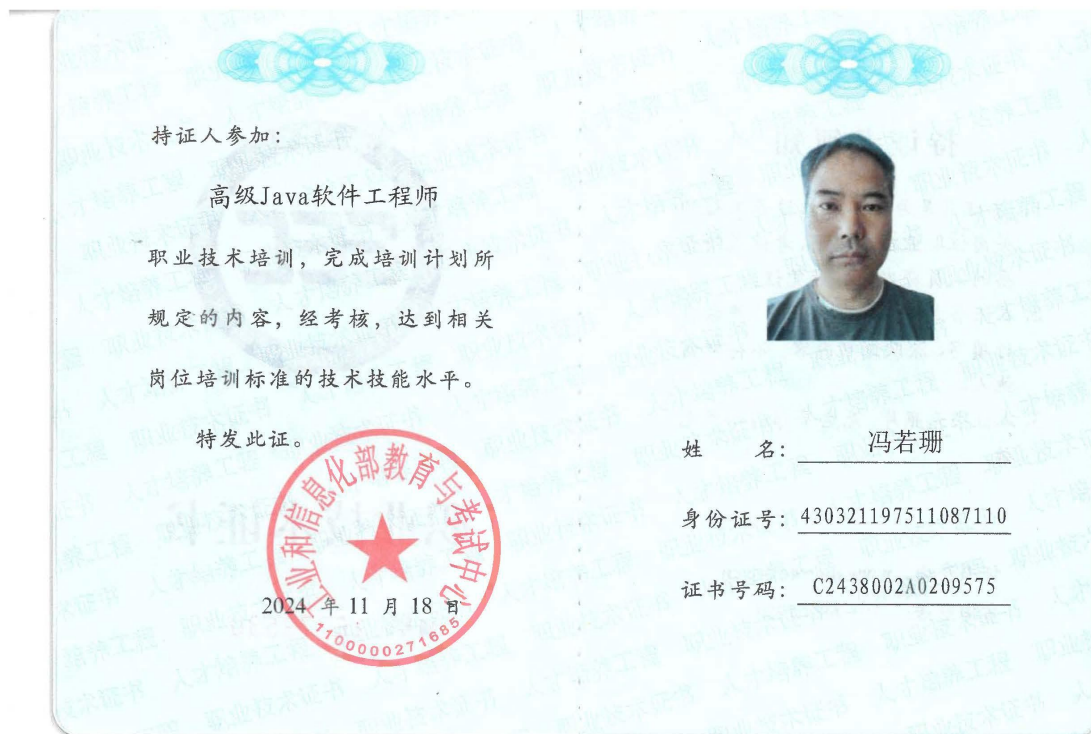 持证人参加：
高级Java软件工程师
职业技术培训，完成培训计划所
规定的内容，经考核，达到相关
岗位培训标准的技术技能水平。
特发此证。
工业和信息化部教育与考试中心
2024 年 11 月 18 日
1100000271685
姓 名：冯若珊
身份证号：430321197511087110
证书号码：C2438002A0209575